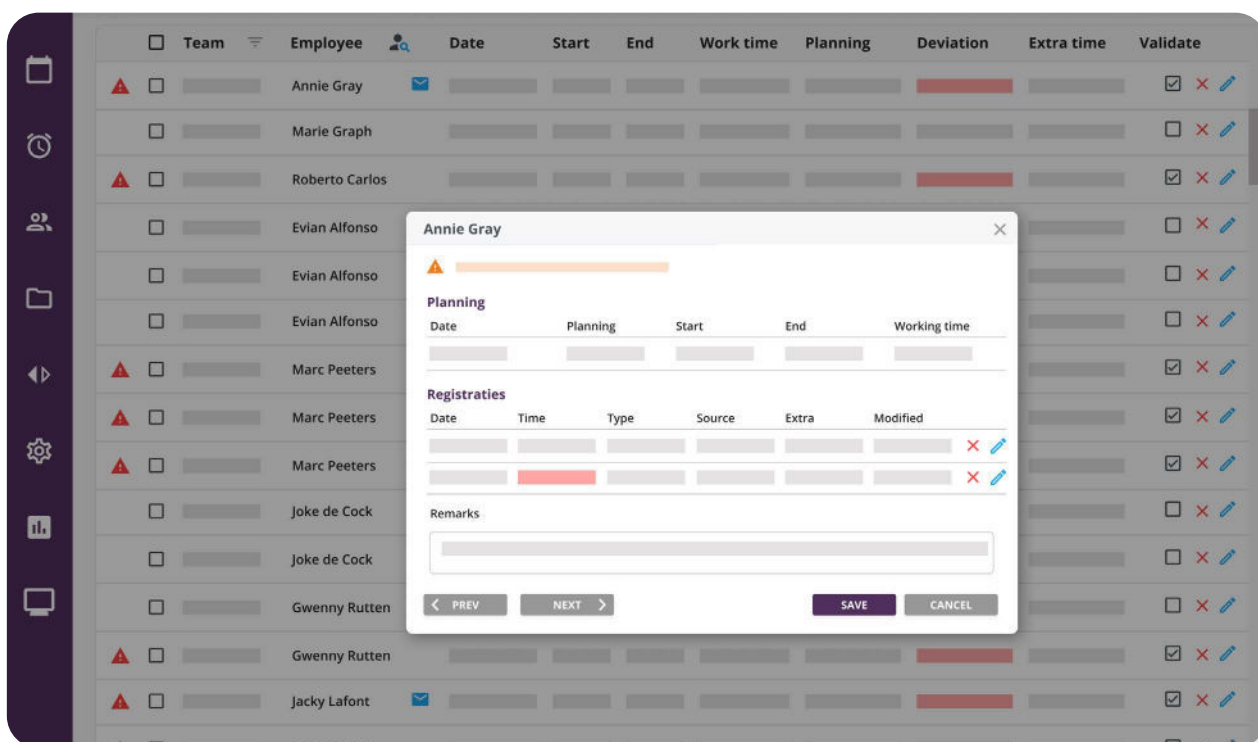 Team Employee Date Start End Work time Planning Deviation Extra time Validate
Annie Gray
Marie Graph
Roberto Carlos
Evian Alfonso
Evian Alfonso
Evian Alfonso
Marc Peeters
Marc Peeters
Marc Peeters
Joke de Cock
Joke de Cock
Gwenny Rutten
Gwenny Rutten
Jacky Lafont
Annie Gray
Planning
Date Planning Start End Working time
Registraties
Date Time Type Source Extra Modified
Remarks
PREV NEXT SAVE CANCEL